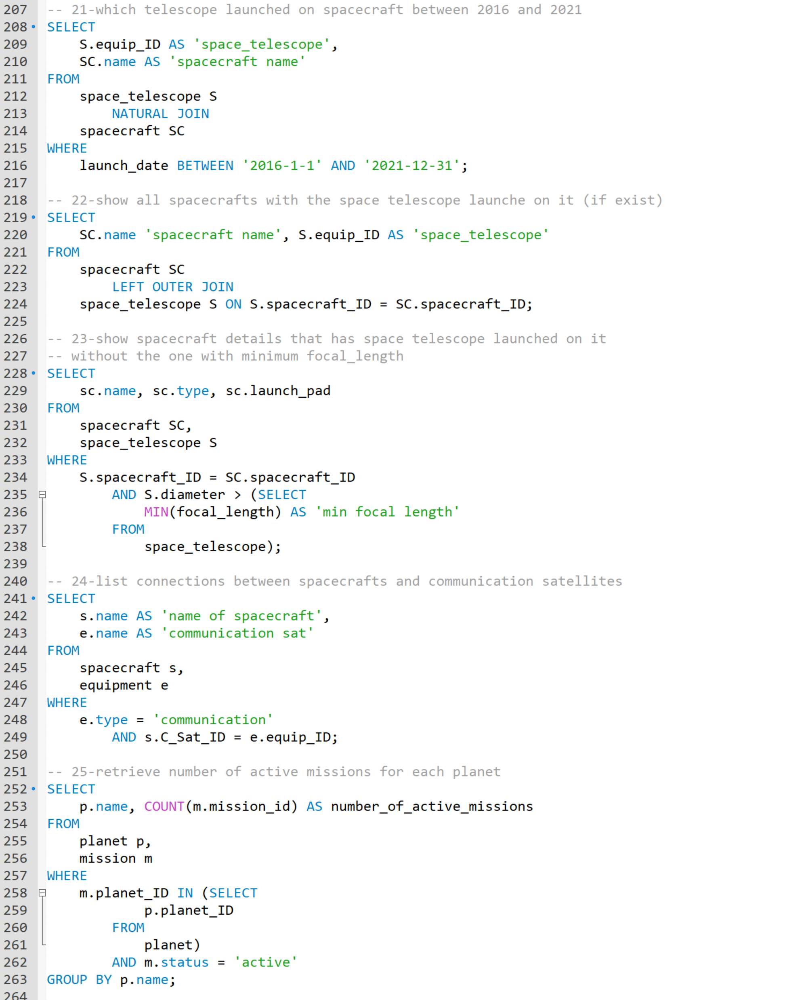 207 -- 21-which telescope launched on spacecraft between 2016 and 2021
208 SELECT
209 S.equip_ID AS 'space_telescope',
210 SC.name AS 'spacecraft name'
211 FROM
212 space_telescope S
213 NATURAL JOIN
214 spacecraft SC
215 WHERE
216 launch_date BETWEEN '2016-1-1' AND '2021-12-31';
217
218 -- 22-show all spacecrafts with the space telescope launche on it (if exist)
219 SELECT
220 SC.name 'spacecraft name', S.equip_ID AS 'space_telescope'
221 FROM
222 spacecraft SC
223 LEFT OUTER JOIN
224 space_telescope S ON S.spacecraft_ID = SC.spacecraft_ID;
225
226 -- 23-show spacecraft details that has space telescope launched on it
227 -- without the one with minimum focal_length
228 SELECT
229 sc.name, sc.type, sc.launch_pad
230 FROM
231 spacecraft SC,
232 space_telescope S
233 WHERE
234 S.spacecraft_ID = SC.spacecraft_ID
235 AND S.diameter > (SELECT
236 MIN(focal_length) AS 'min focal length'
237 FROM
238 space_telescope);
239
240 -- 24-list connections between spacecrafts and communication satellites
241 SELECT
242 s.name AS 'name of spacecraft',
243 e.name AS 'communication sat'
244 FROM
245 spacecraft s,
246 equipment e
247 WHERE
248 e.type = 'communication'
249 AND s.C_Sat_ID = e.equip_ID;
250
251 -- 25-retrieve number of active missions for each planet
252 SELECT
253 p.name, COUNT(m.mission_id) AS number_of_active_missions
254 FROM
255 planet p,
256 mission m
257 WHERE
258 m.planet_ID IN (SELECT
259 p.planet_ID
260 FROM
261 planet)
262 AND m.status = 'active'
263 GROUP BY p.name;
264